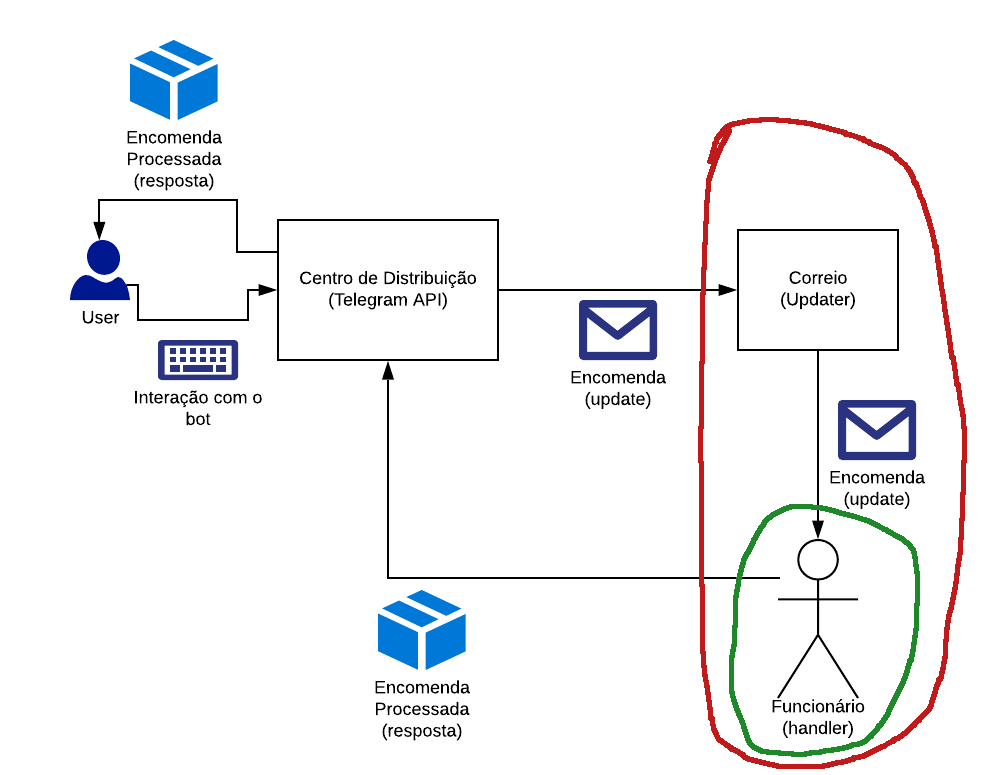 Encomenda
Processada
(resposta)
User
Interação com o
bot
Centro de Distribuição
(Telegram API)
Encomenda
(update)
Correio
(Updater)
Encomenda
(update)
Funcionário
(handler)
Encomenda
Processada
(resposta)